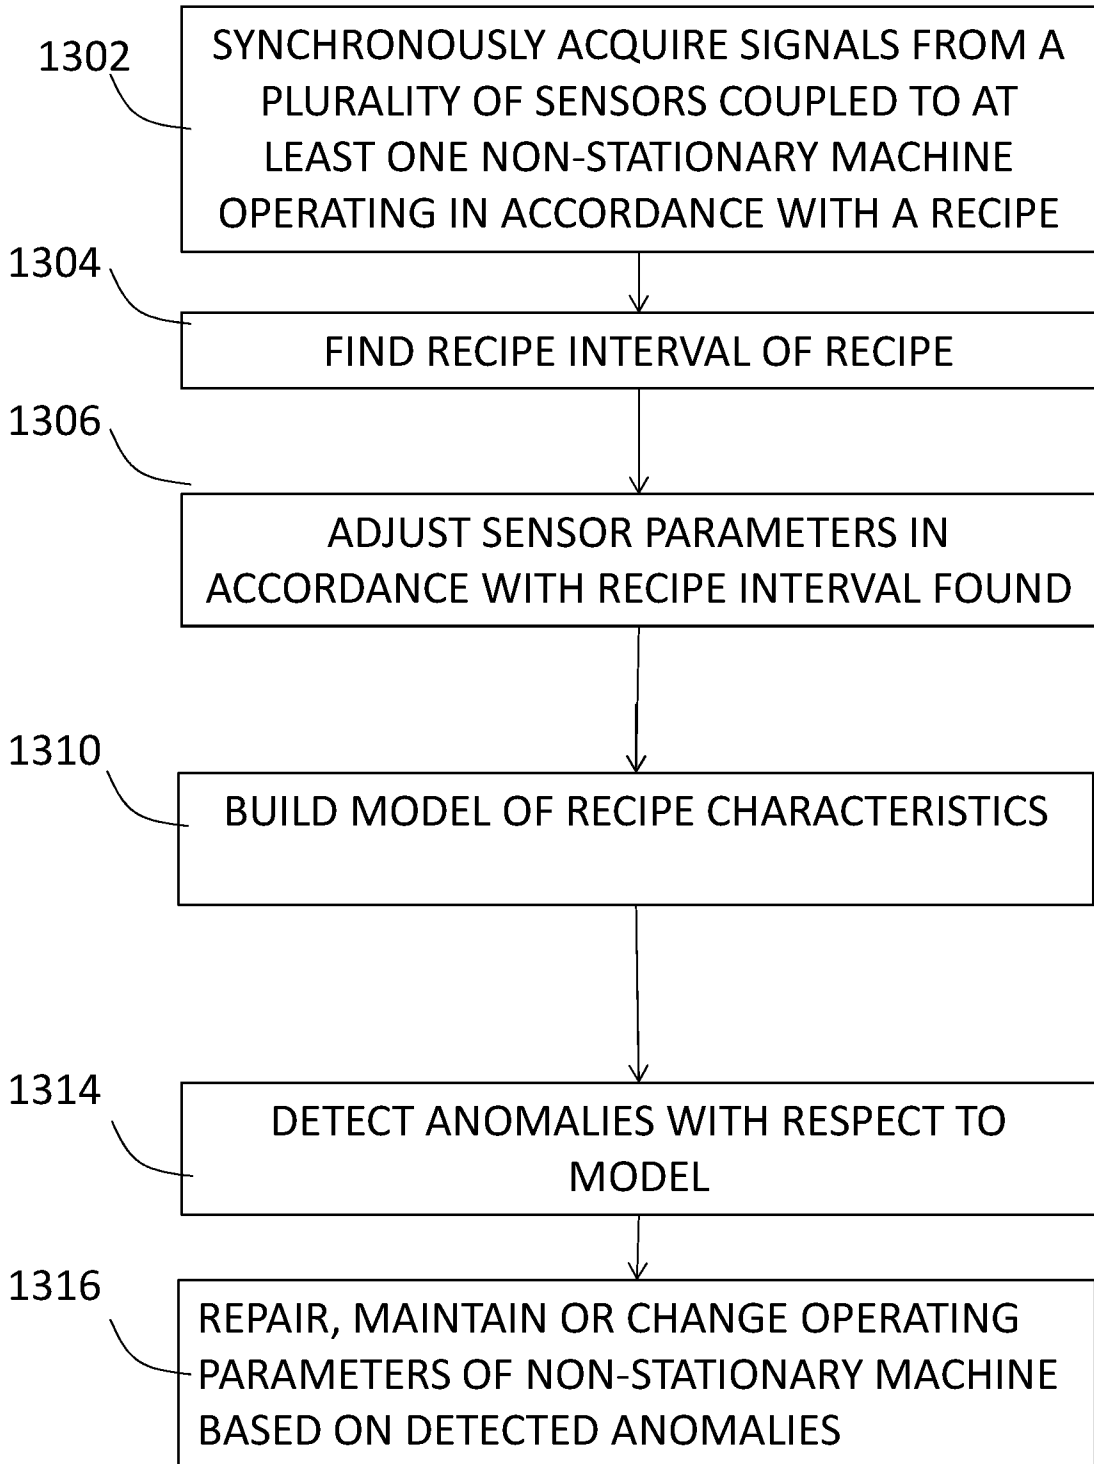 1302
SYNCHRONOUSLY ACQUIRE SIGNALS FROM A
PLURALITY OF SENSORS COUPLED TO AT
LEAST ONE NON-STATIONARY MACHINE
OPERATING IN ACCORDANCE WITH A RECIPE
1304
FIND RECIPE INTERVAL OF RECIPE
1306
ADJUST SENSOR PARAMETERS IN
ACCORDANCE WITH RECIPE INTERVAL FOUND
1310
BUILD MODEL OF RECIPE CHARACTERISTICS
1314
DETECT ANOMALIES WITH RESPECT TO
MODEL
1316
REPAIR, MAINTAIN OR CHANGE OPERATING
PARAMETERS OF NON-STATIONARY MACHINE
BASED ON DETECTED ANOMALIES